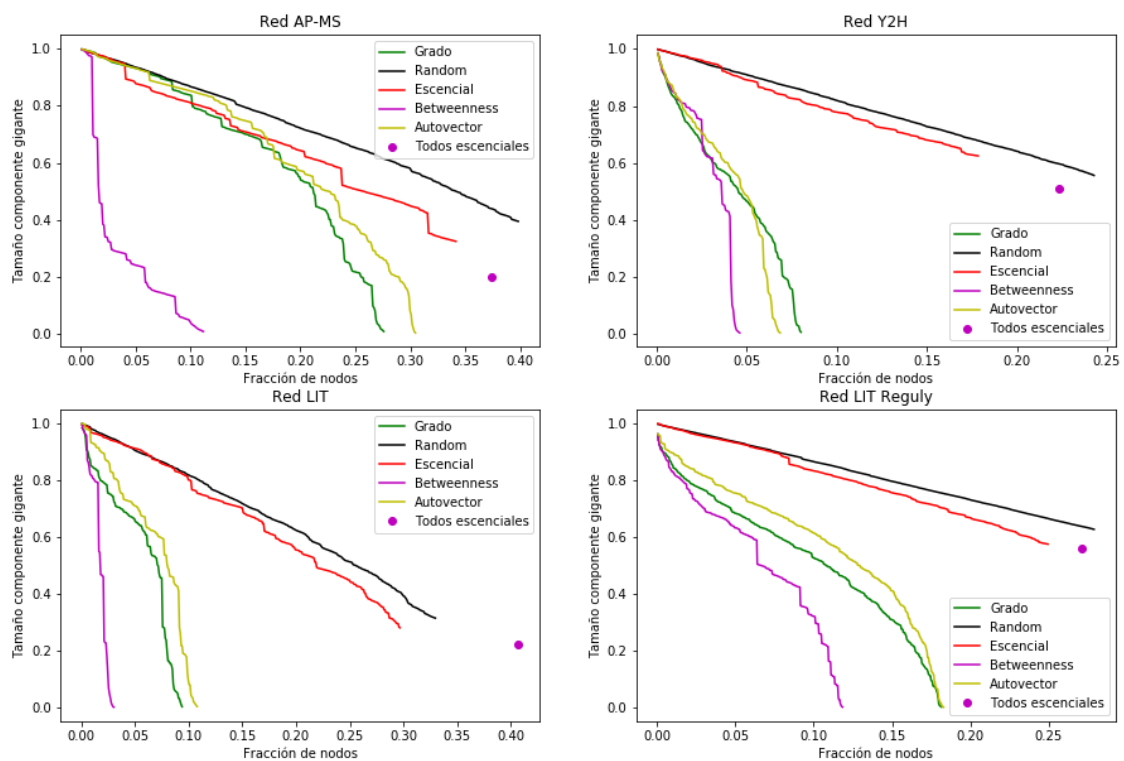 Red AP-MS
Tamaño componente gigante
1.0
0.8
0.6
0.4
0.2
0.0
Grado
Random
Escencial
Betweenness
Autovector
Todos escenciales
0.00 0.05 0.10 0.15 0.20 0.25 0.30 0.35 0.40
Fracción de nodos
Red Y2H
Tamaño componente gigante
1.0
0.8
0.6
0.4
0.2
0.0
Grado
Random
Escencial
Betweenness
Autovector
Todos escenciales
0.00 0.05 0.10 0.15 0.20 0.25
Fracción de nodos
Red LIT
Tamaño componente gigante
1.0
0.8
0.6
0.4
0.2
0.0
Grado
Random
Escencial
Betweenness
Autovector
Todos escenciales
0.00 0.05 0.10 0.15 0.20 0.25 0.30 0.35 0.40
Fracción de nodos
Red LIT Reguly
Tamaño componente gigante
1.0
0.8
0.6
0.4
0.2
0.0
Grado
Random
Escencial
Betweenness
Autovector
Todos escenciales
0.00 0.05 0.10 0.15 0.20 0.25
Fracción de nodos